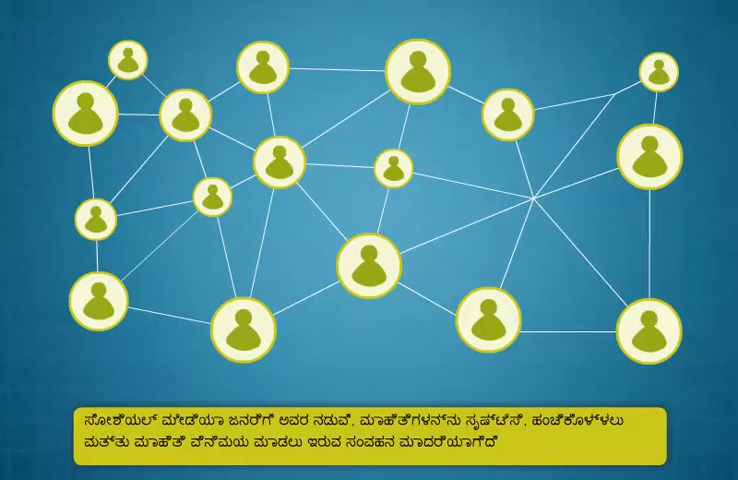 ಸೋಶಿಯಲ್ ಮೀಡಿಯಾ ಜನರಿಗೆ ಅವರ ನಡುವೆ, ಮಾಹಿತಿಗಳನ್ನು ಸೃಷ್ಟಿಸಿ, ಹಂಚಿಕೊಳ್ಳಲು
ಮತ್ತು ಮಾಹಿತಿ ವಿನಿಮಯ ಮಾಡಲು ಇರುವ ಸಂವಹನ ಮಾದರಿಯಾಗಿದೆ